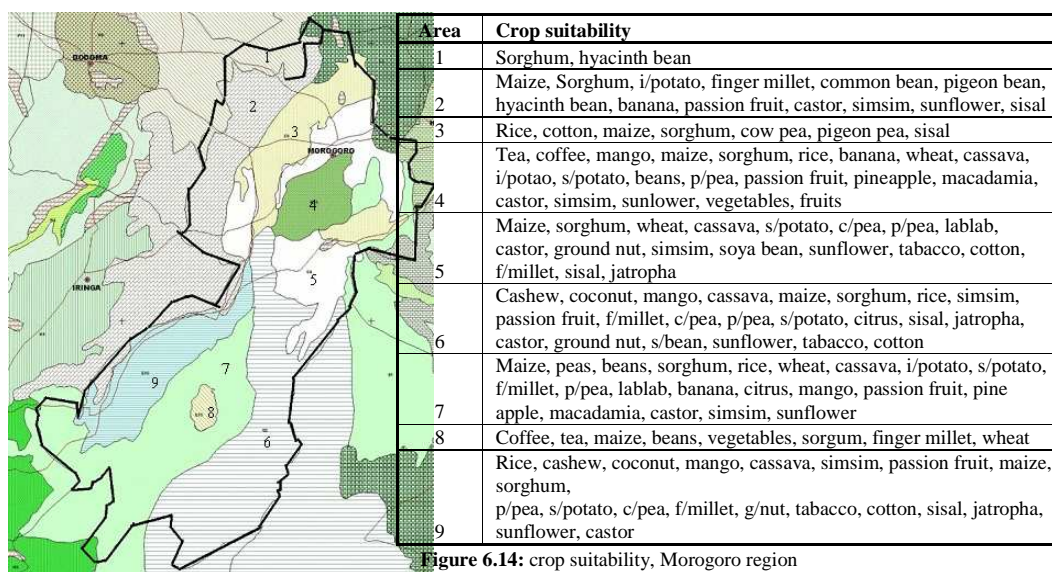 Area Crop suitability
1 Sorghum, hyacinth bean
Maize, Sorghum, i/potato, finger millet, common bean, pigeon bean,
2 hyacinth bean, banana, passion fruit, castor, simsim, sunflower, sisal
3 Rice, cotton, maize, sorghum, cow pea, pigeon pea, sisal
Tea, coffee, mango, maize, sorghum, rice, banana, wheat, cassava,
i/potao, s/potato, beans, p/pea, passion fruit, pineapple, macadamia,
4 castor, simsim, sunlower, vegetables, fruits
Maize, sorghum, wheat, cassava, s/potato, c/pea, p/pea, lablab,
castor, ground nut, simsim, soya bean, sunflower, tabacco, cotton,
5 f/millet, sisal, jatropha
Cashew, coconut, mango, cassava, maize, sorghum, rice, simsim,
passion fruit, f/millet, c/pea, p/pea, s/potato, citrus, sisal, jatropha,
6 castor, ground nut, s/bean, sunflower, tabacco, cotton
Maize, peas, beans, sorghum, rice, wheat, cassava, i/potato, s/potato,
f/millet, p/pea, lablab, banana, citrus, mango, passion fruit, pine
7 apple, macadamia, castor, simsim, sunflower
8 Coffee, tea, maize, beans, vegetables, sorgum, finger millet, wheat
Rice, cashew, coconut, mango, cassava, simsim, passion fruit, maize,
sorghum,
p/pea, s/potato, c/pea, f/millet, g/nut, tabacco, cotton, sisal, jatropha,
9 sunflower, castor
Figure 6.14: crop suitability, Morogoro region
DODOMA
1
2
3
MOROGORO
4
IRINGA
5
7
9
8
6